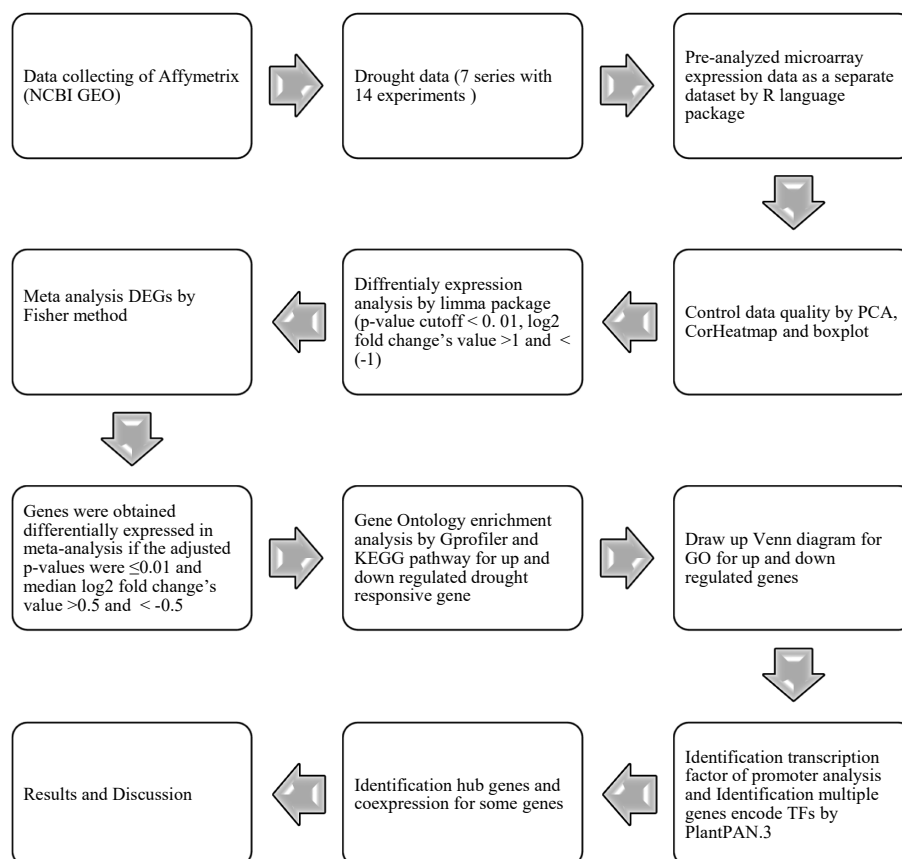 Data collecting of Affymetrix
(NCBI GEO)
Drought data (7 series with
14 experiments )
Pre-analyzed microarray
expression data as a separate
dataset by R language
package
Control data quality by PCA,
CorHeatmap and boxplot
Diffrentialy expression
analysis by limma package
(p-value cutoff < 0. 01, log2
fold change's value >1 and <
(-1)
Meta analysis DEGs by
Fisher method
Genes were obtained
differentially expressed in
meta-analysis if the adjusted
p-values were ≤0.01 and
median log2 fold change's
value >0.5 and < -0.5
Gene Ontology enrichment
analysis by Gprofiler and
KEGG pathway for up and
down regulated drought
responsive gene
Draw up Venn diagram for
GO for up and down
regulated genes
Identification transcription
factor of promoter analysis
and Identification multiple
genes encode TFs by
PlantPAN.3
Identification hub genes and
coexpression for some genes
Results and Discussion